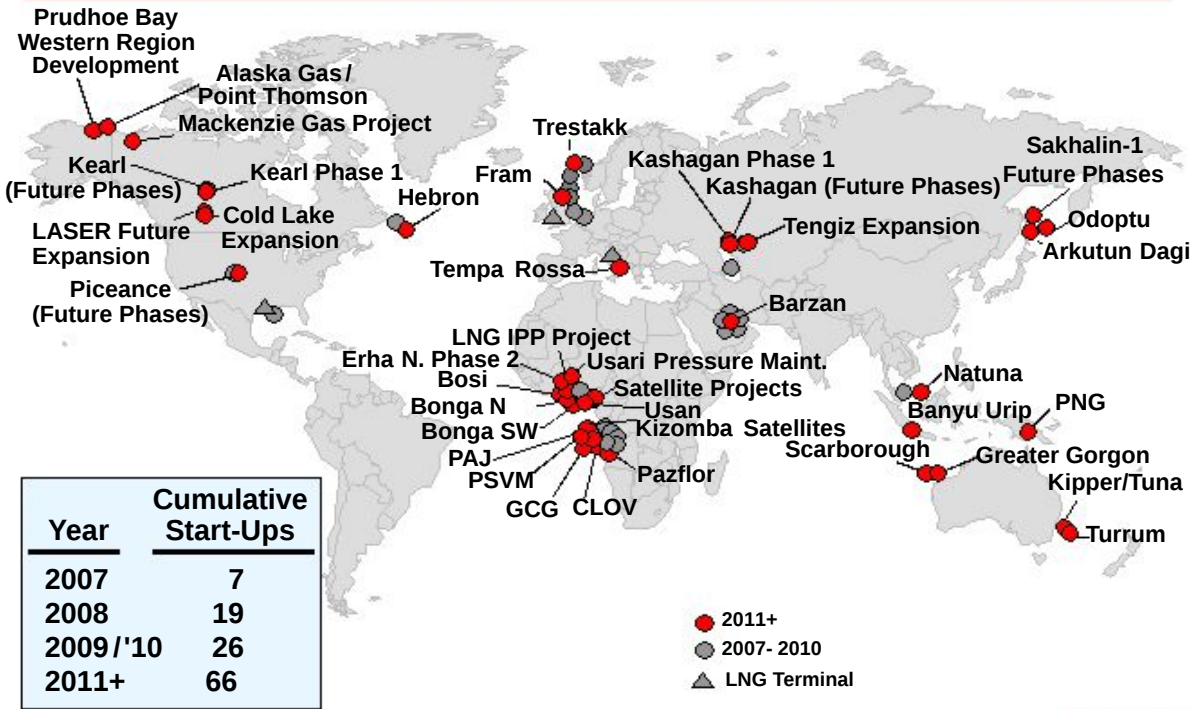 Prudhoe Bay
Western Region
Development
Alaska Gas/
Point Thomson
Mackenzie Gas Project
Kearl
(Future Phases)
Kearl Phase 1
Hebron
LASER Future
Expansion
Cold Lake
Expansion
Piceance
(Future Phases)
Trestakk
Fram
Kashagan Phase 1
Kashagan (Future Phases)
Tengiz Expansion
Tempa Rossa
Sakhalin-1
Future Phases
Odoptu
Arkutun Dagi
Barzan
LNG IPP Project
Erha N. Phase 2
Usari Pressure Maint.
Bosi
Satellite Projects
Bonga N
Usan
Bonga SW
Kizomba Satellites
PAJ
PSVM
Pazflor
GCG
CLOV
Natuna
Banyu Urip
PNG
Scarborough
Greater Gorgon
Kipper/Tuna
Turrum
Year Cumulative Start-Ups
2007 7
2008 19
2009/'10 26
2011+ 66
2011+
2007- 2010
LNG Terminal